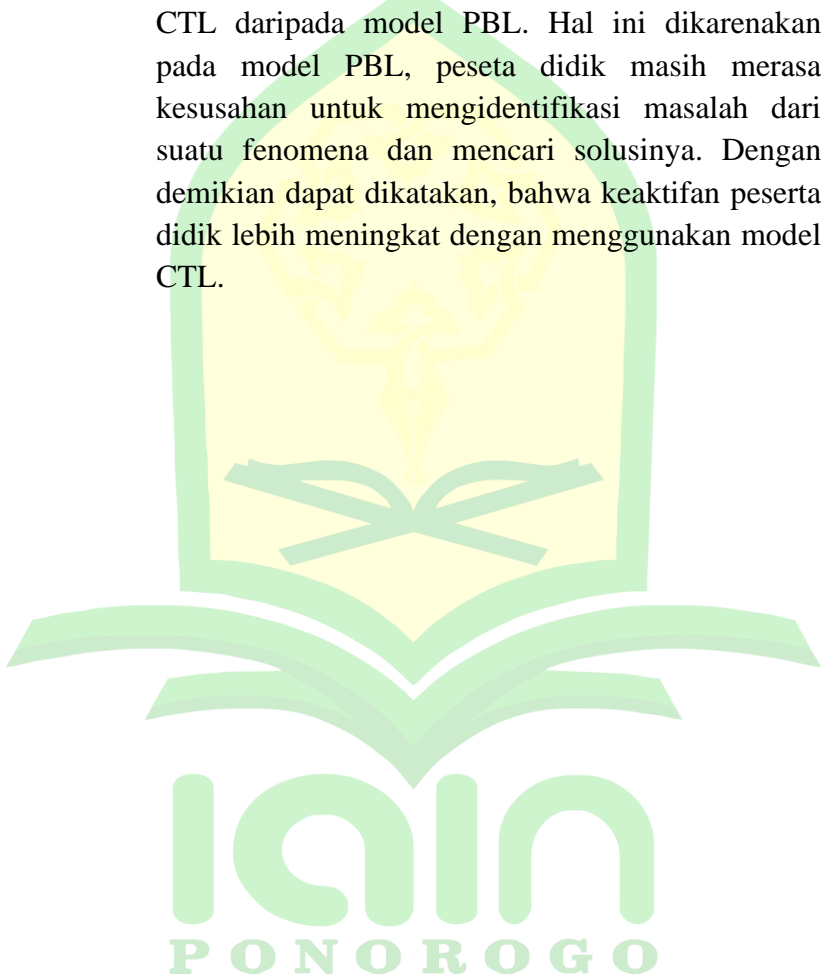 CTL daripada model PBL. Hal ini dikarenakan
pada model PBL, peseta didik masih merasa
kesusahan untuk mengidentifikasi masalah dari
suatu fenomena dan mencari solusinya. Dengan
demikian dapat dikatakan, bahwa keaktifan peserta
didik lebih meningkat dengan menggunakan model
CTL.
IAIN
PONOROGO